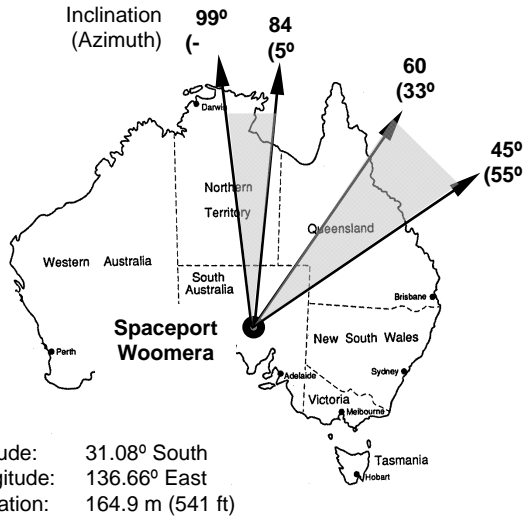 Inclination
(Azimuth)
99º
(-
84
(5º
60
(33º
45º
(55º
Darwin
Northern
Territory
Queensland
Western Australia
South
Australia
Brisbane
Spaceport
Woomera
New South Wales
Perth
Adelaide
Sydney
Victoria
Melbourne
Tasmania
Hobart
ude: 31.08º South
gitude: 136.66º East
ation: 164.9 m (541 ft)